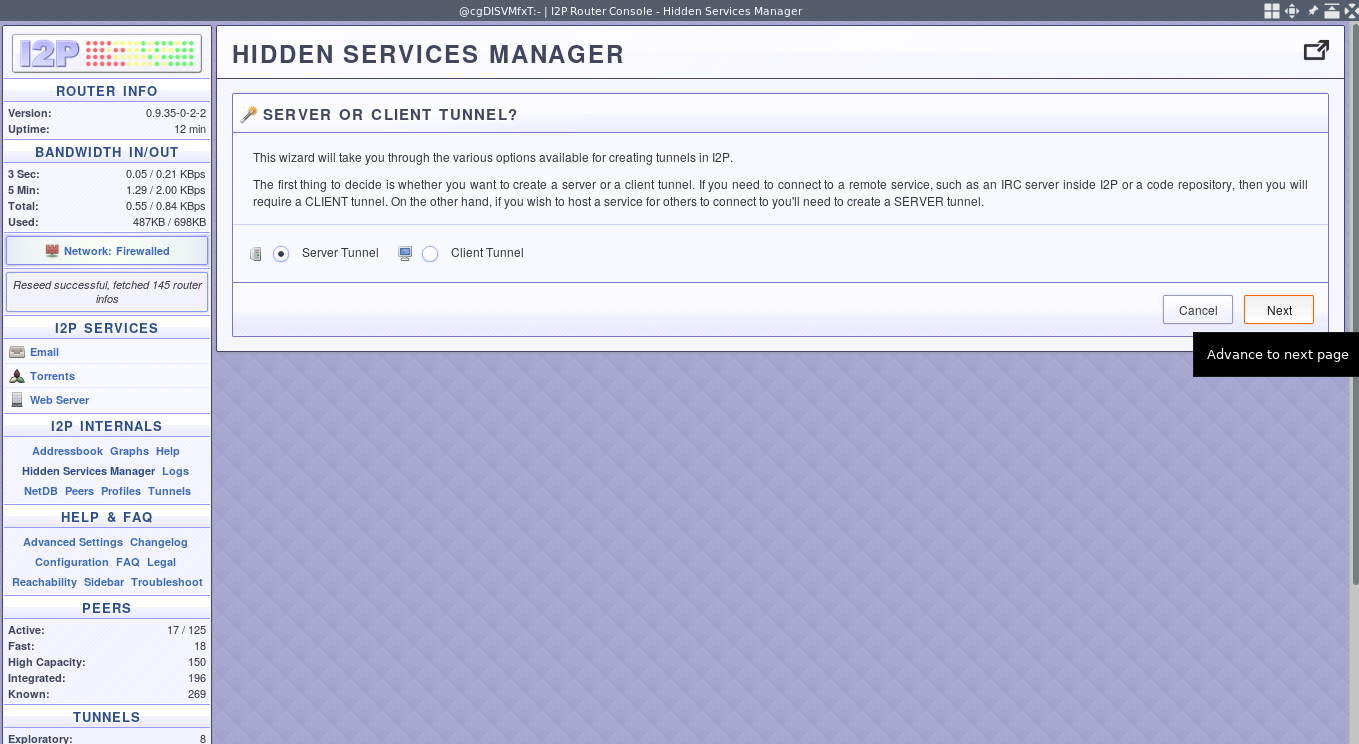 @cgDISVMfxT:- | I2P Router Console - Hidden Services Manager
I2P
ROUTER INFO
Version: 0.9.35-0-2-2
Uptime: 12 min
BANDWIDTH IN/OUT
3 Sec: 0.05 / 0.21 KBps
5 Min: 1.29 / 2.00 KBps
Total: 0.55 / 0.84 KBps
Used: 487KB / 698KB
Network: Firewalled
Reseed successful, fetched 145 router
infos
I2P SERVICES
Email
Torrents
Web Server
I2P INTERNALS
Addressbook Graphs Help
Hidden Services Manager Logs
NetDB Peers Profiles Tunnels
HELP & FAQ
Advanced Settings Changelog
Configuration FAQ Legal
Reachability Sidebar Troubleshoot
PEERS
Active: 17 / 125
Fast: 18
High Capacity: 150
Integrated: 196
Known: 269
TUNNELS
Exploratory: 8
HIDDEN SERVICES MANAGER
SERVER OR CLIENT TUNNEL?
This wizard will take you through the various options available for creating tunnels in I2P.
The first thing to decide is whether you want to create a server or a client tunnel. If you need to connect to a remote service, such as an IRC server inside I2P or a code repository, then you will
require a CLIENT tunnel. On the other hand, if you wish to host a service for others to connect to you'll need to create a SERVER tunnel.
Server Tunnel Client Tunnel
Cancel Next
Advance to next page